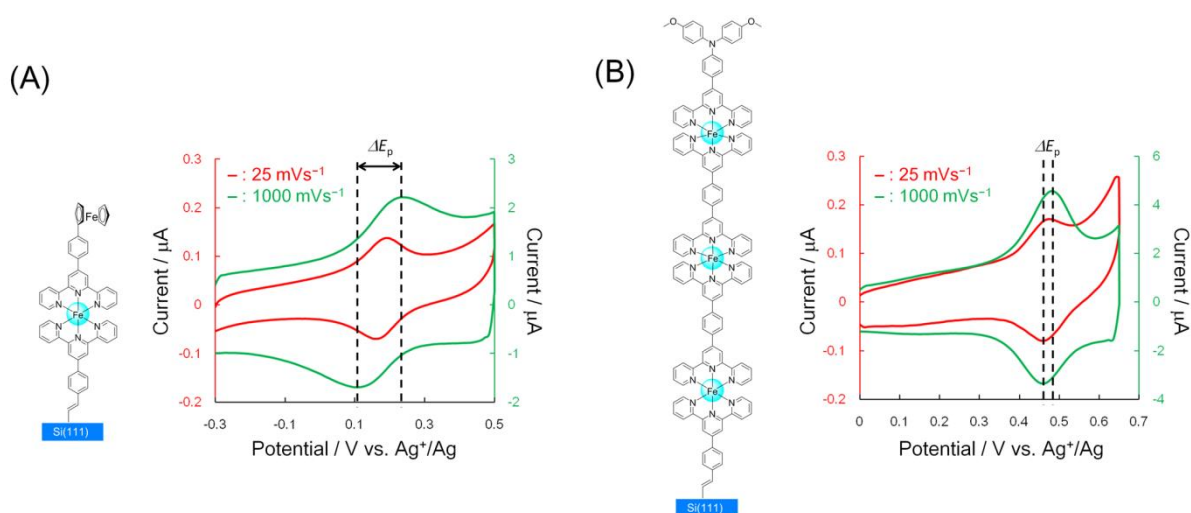 (A)
ΔEp
— : 25 mVs⁻¹
— : 1000 mVs⁻¹
0.3
0.2
0.1
0
-0.1
-0.2
Current / μA
3
2
1
0
-1
-2
Current / μA
-0.3
-0.1
0.1
0.3
0.5
Potential / V vs. Ag⁺/Ag
Fe
N
N
N
Fe
N
N
N
Si(111)
(B)
O
O
N
N
N
N
Fe
N
N
N
N
N
N
Fe
N
N
N
N
N
N
Fe
N
N
N
Si(111)
ΔEp
— : 25 mVs⁻¹
— : 1000 mVs⁻¹
0.3
0.2
0.1
0
-0.1
-0.2
Current / μA
6
4
2
0
-2
-4
Current / μA
0
0.1
0.2
0.3
0.4
0.5
0.6
0.7
Potential / V vs. Ag⁺/Ag